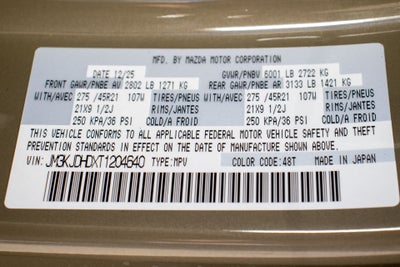 MFD. BY MAZDA MOTOR CORPORATION
DATE 12/25 GVWR/PNBV 6001 LB 2722 KG
FRONT GAWR/PNBE AV 2802 LB 1271 KG REAR GAWR/PNBE AR 3133 LB 1421 KG
WITH/AVEC 275 /45R21 107W TIRES/PNEUS WITH/AVEC 275 /45R21 107W TIRES/PNEUS
21X9 1/2J RIMS/JANTES 21X9 1/2J RIMS/JANTES
250 KPA/36 PSI COLD/A FROID 250 KPA/36 PSI COLD/A FROID
THIS VEHICLE CONFORMS TO ALL APPLICABLE FEDERAL MOTOR VEHICLE SAFETY AND THEFT
PREVENTION STANDARDS IN EFFECT ON THE DATE OF MANUFACTURE SHOWN ABOVE.
VIN: JM3KJDHDXT1204640 TYPE:MPV COLOR CODE:48T MADE IN JAPAN